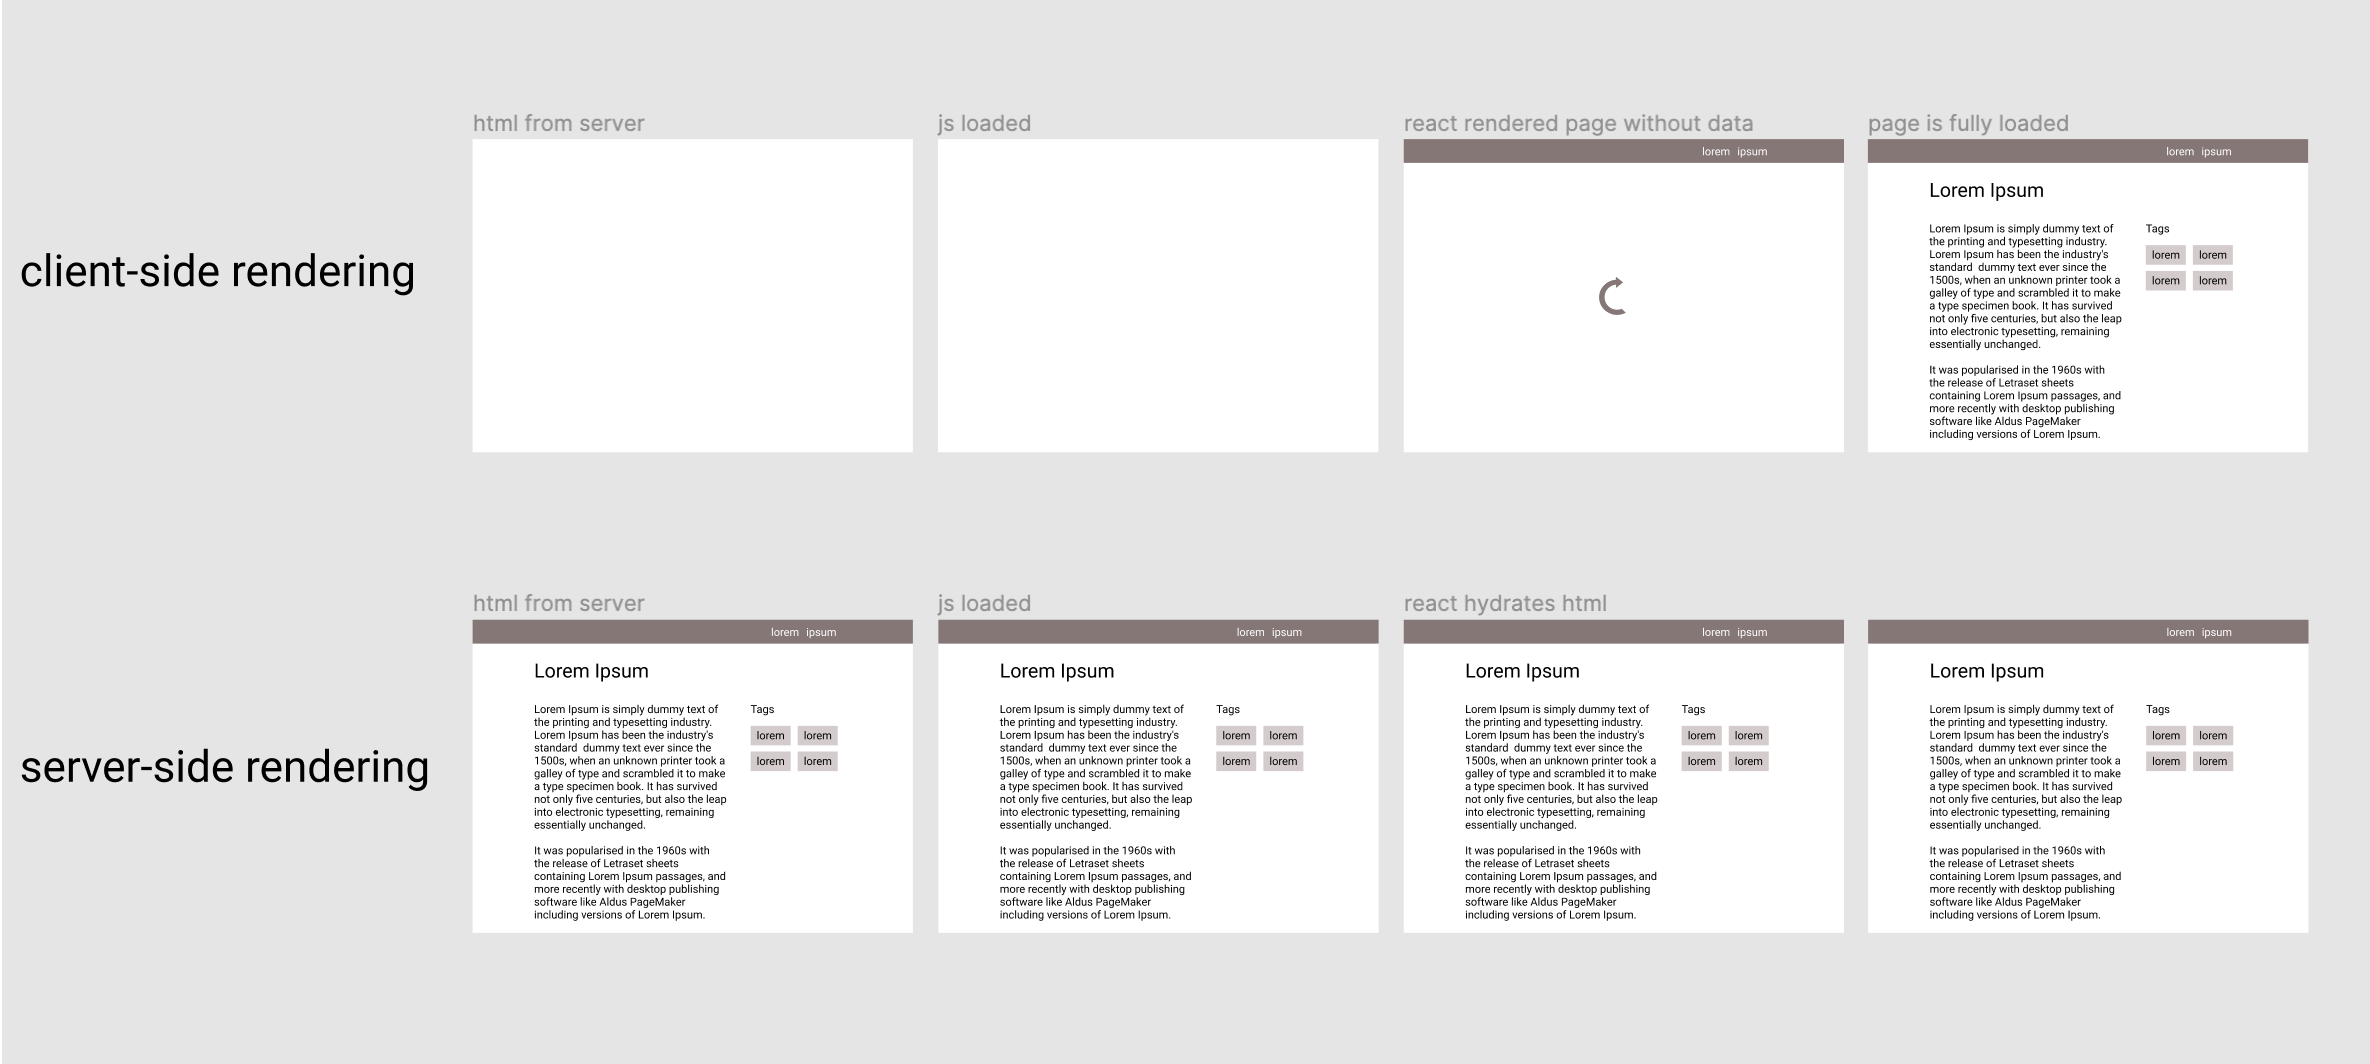 client-side rendering
html from server
js loaded
react rendered page without data
lorem ipsum
page is fully loaded
lorem ipsum
Lorem Ipsum
Lorem Ipsum is simply dummy text of
the printing and typesetting industry.
Lorem Ipsum has been the industry's
standard  dummy text ever since the
1500s, when an unknown printer took a
galley of type and scrambled it to make
a type specimen book. It has survived
not only five centuries, but also the leap
into electronic typesetting, remaining
essentially unchanged.
It was popularised in the 1960s with
the release of Letraset sheets
containing Lorem Ipsum passages, and
more recently with desktop publishing
software like Aldus PageMaker
including versions of Lorem Ipsum.
Tags
lorem lorem
lorem lorem
server-side rendering
html from server
lorem ipsum
Lorem Ipsum
Lorem Ipsum is simply dummy text of
the printing and typesetting industry.
Lorem Ipsum has been the industry's
standard  dummy text ever since the
1500s, when an unknown printer took a
galley of type and scrambled it to make
a type specimen book. It has survived
not only five centuries, but also the leap
into electronic typesetting, remaining
essentially unchanged.
It was popularised in the 1960s with
the release of Letraset sheets
containing Lorem Ipsum passages, and
more recently with desktop publishing
software like Aldus PageMaker
including versions of Lorem Ipsum.
Tags
lorem lorem
lorem lorem
js loaded
lorem ipsum
Lorem Ipsum
Lorem Ipsum is simply dummy text of
the printing and typesetting industry.
Lorem Ipsum has been the industry's
standard  dummy text ever since the
1500s, when an unknown printer took a
galley of type and scrambled it to make
a type specimen book. It has survived
not only five centuries, but also the leap
into electronic typesetting, remaining
essentially unchanged.
It was popularised in the 1960s with
the release of Letraset sheets
containing Lorem Ipsum passages, and
more recently with desktop publishing
software like Aldus PageMaker
including versions of Lorem Ipsum.
Tags
lorem lorem
lorem lorem
react hydrates html
lorem ipsum
Lorem Ipsum
Lorem Ipsum is simply dummy text of
the printing and typesetting industry.
Lorem Ipsum has been the industry's
standard  dummy text ever since the
1500s, when an unknown printer took a
galley of type and scrambled it to make
a type specimen book. It has survived
not only five centuries, but also the leap
into electronic typesetting, remaining
essentially unchanged.
It was popularised in the 1960s with
the release of Letraset sheets
containing Lorem Ipsum passages, and
more recently with desktop publishing
software like Aldus PageMaker
including versions of Lorem Ipsum.
Tags
lorem lorem
lorem lorem
lorem ipsum
Lorem Ipsum
Lorem Ipsum is simply dummy text of
the printing and typesetting industry.
Lorem Ipsum has been the industry's
standard  dummy text ever since the
1500s, when an unknown printer took a
galley of type and scrambled it to make
a type specimen book. It has survived
not only five centuries, but also the leap
into electronic typesetting, remaining
essentially unchanged.
It was popularised in the 1960s with
the release of Letraset sheets
containing Lorem Ipsum passages, and
more recently with desktop publishing
software like Aldus PageMaker
including versions of Lorem Ipsum.
Tags
lorem lorem
lorem lorem